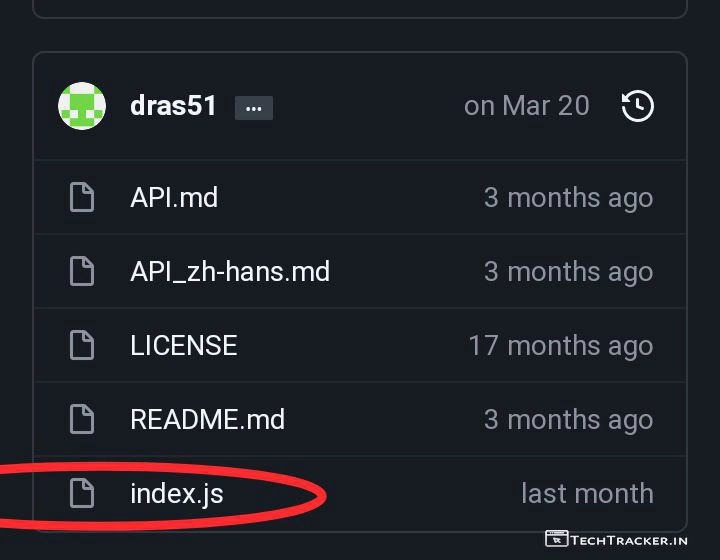 dras51 ... on Mar 20
API.md 3 months ago
API_zh-hans.md 3 months ago
LICENSE 17 months ago
README.md 3 months ago
index.js last month
TECHTRACKER.IN